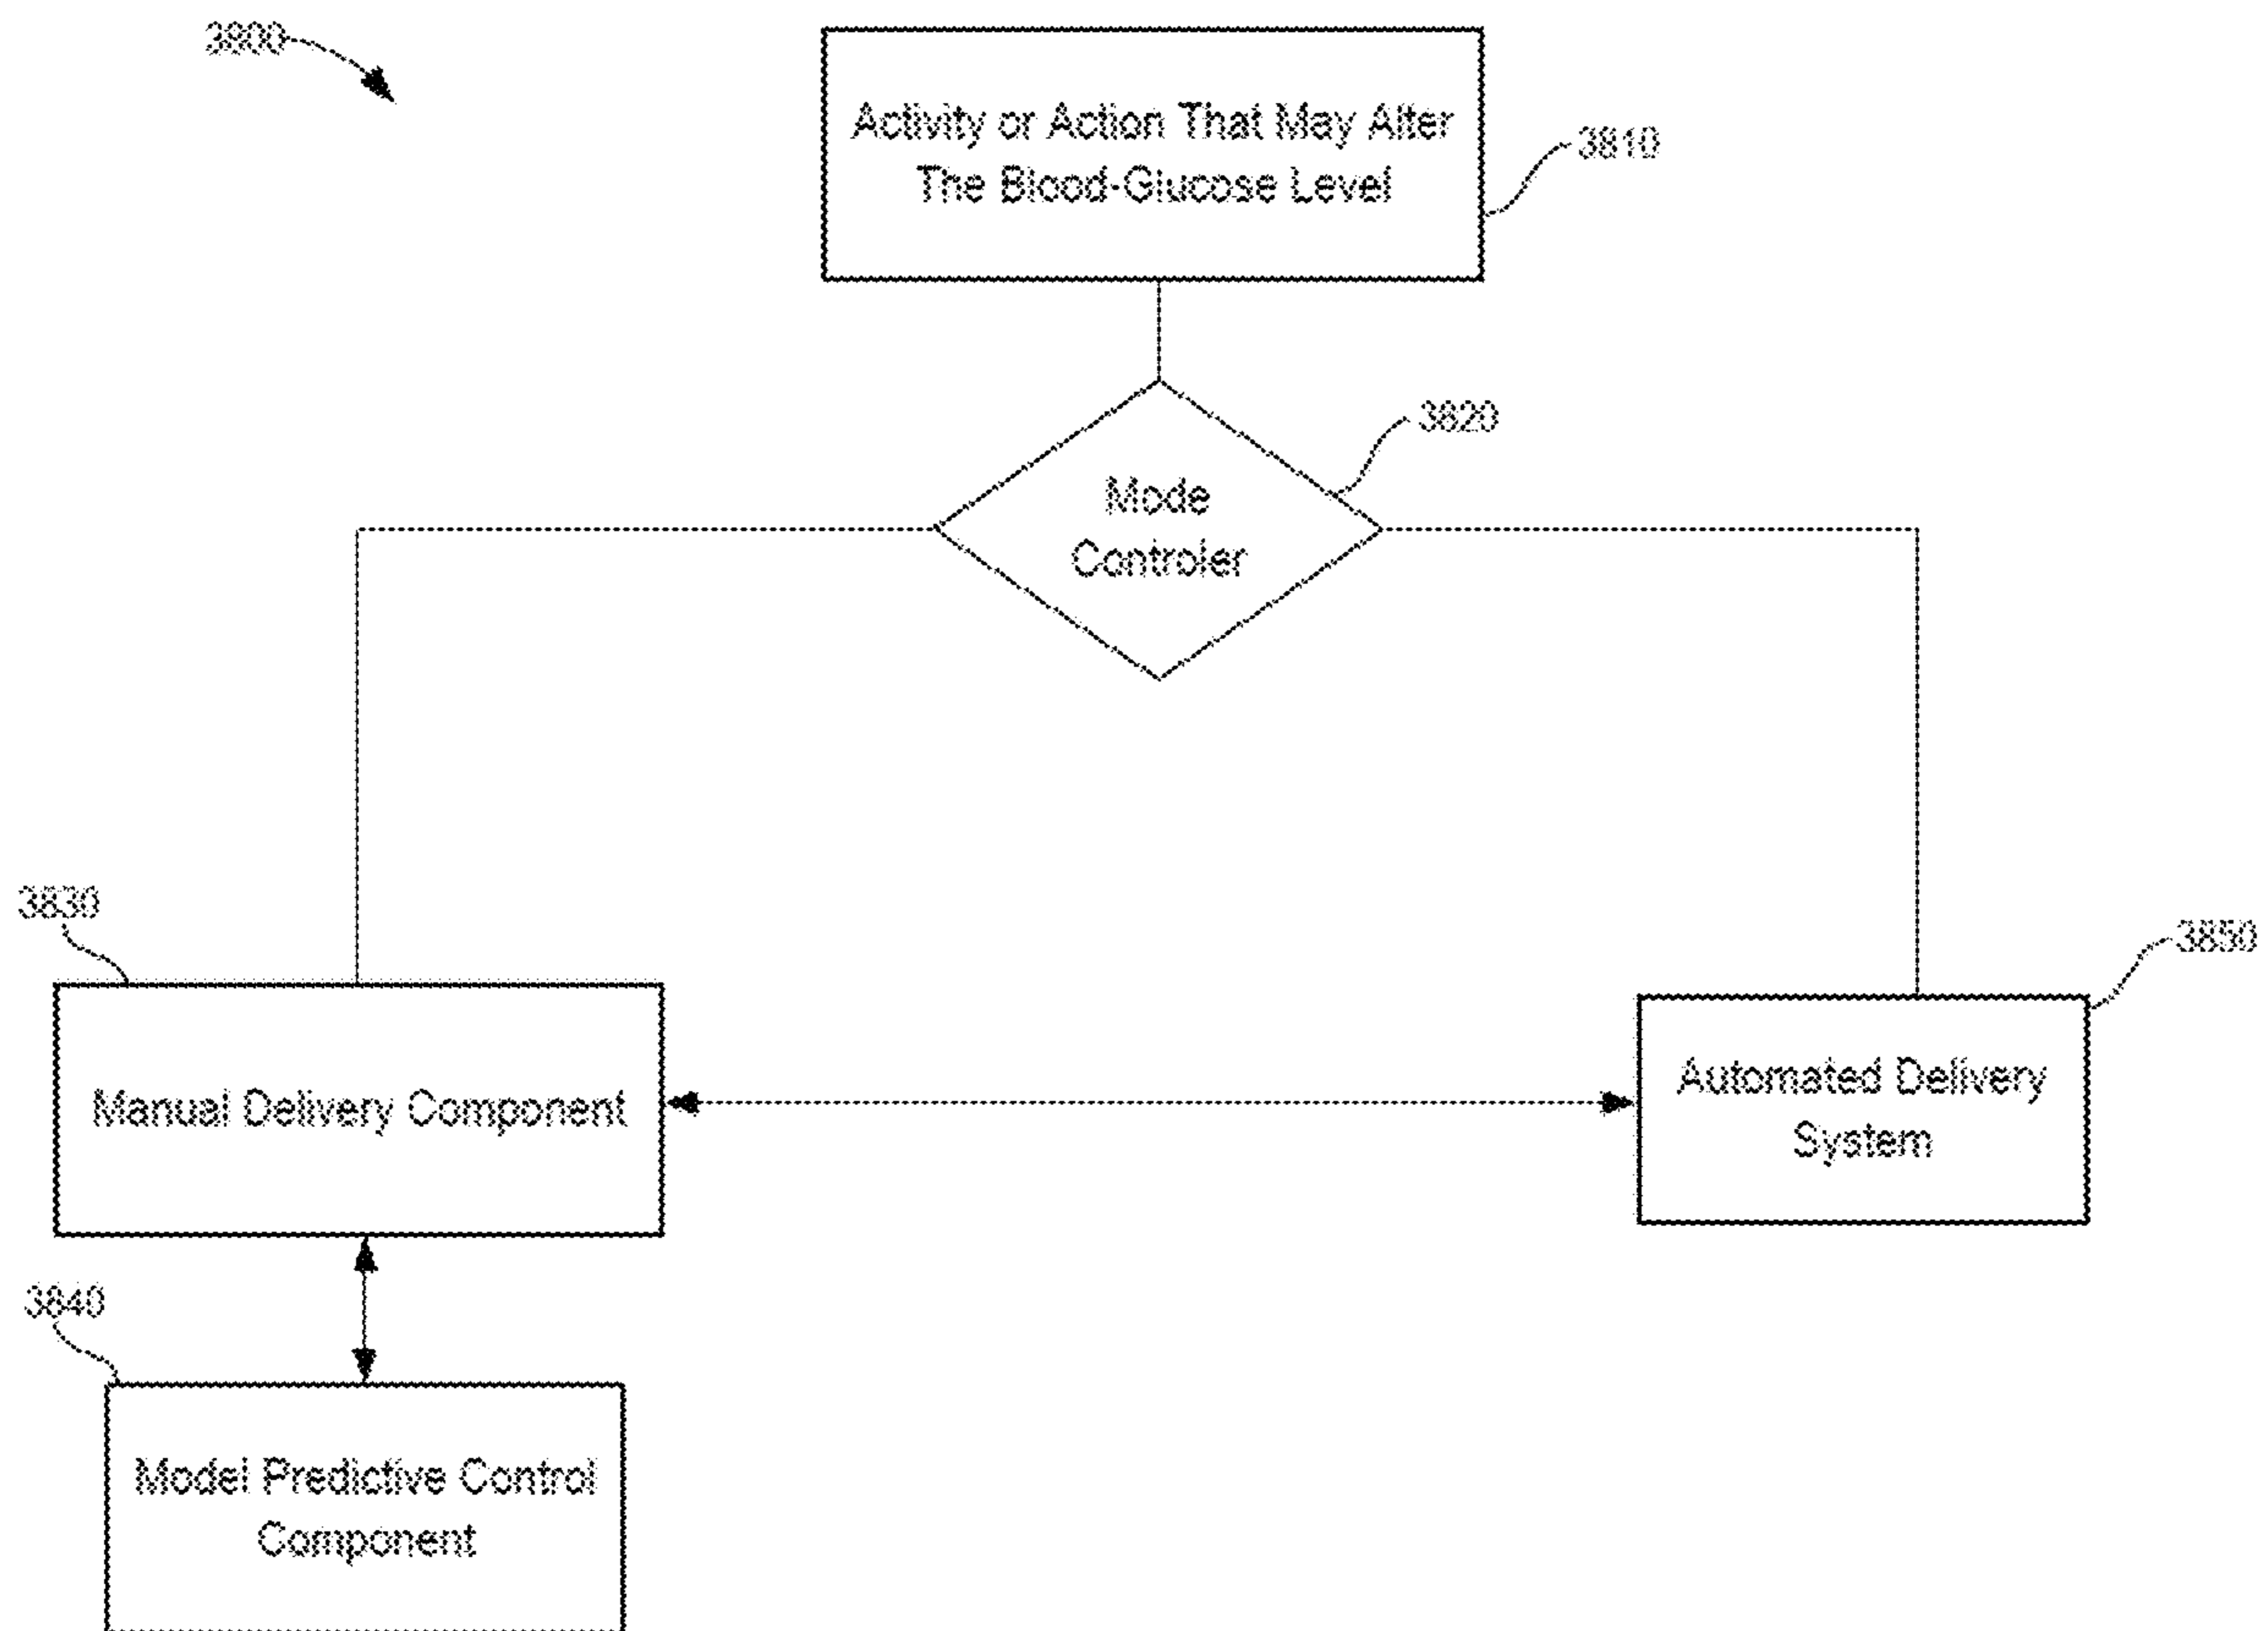 3800
Activity or Action That May Alter
The Blood-Glucose Level
3810
3820
Mode
Controler
3830
3850
Manual Delivery Component
Automated Delivery
System
3840
Model Predictive Control
Component